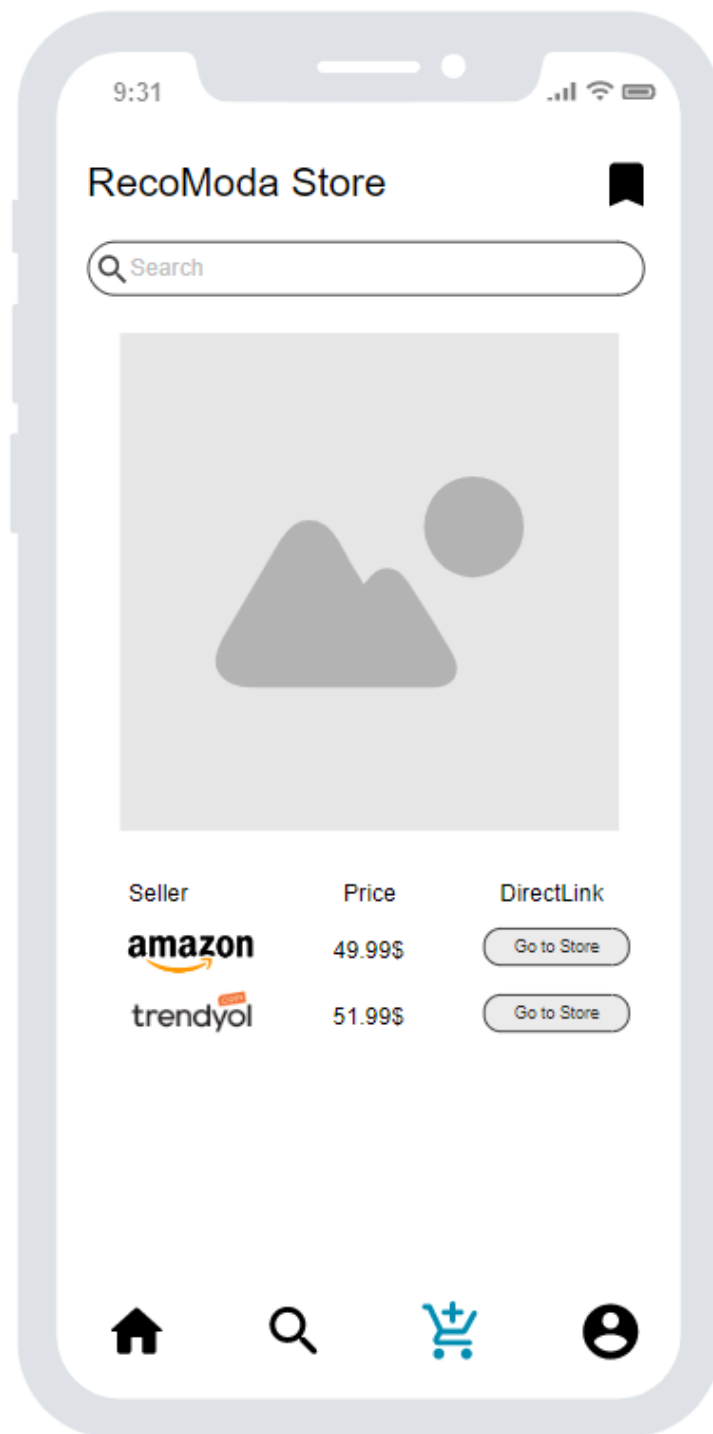 9:31
RecoModa Store
Search
Seller Price DirectLink
amazon 49.99$ Go to Store
trendyol com 51.99$ Go to Store